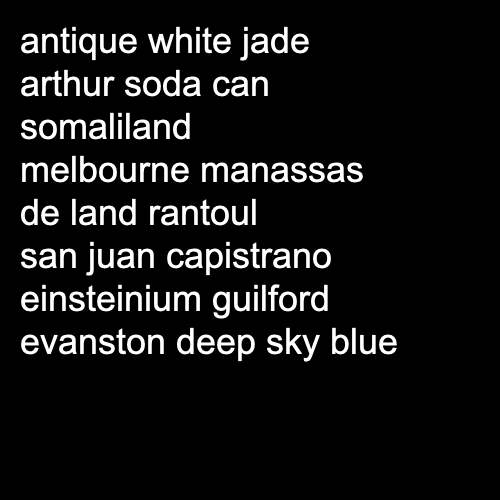 antique white jade
arthur soda can
somaliland
melbourne manassas
de land rantoul
san juan capistrano
einsteinium guilford
evanston deep sky blue